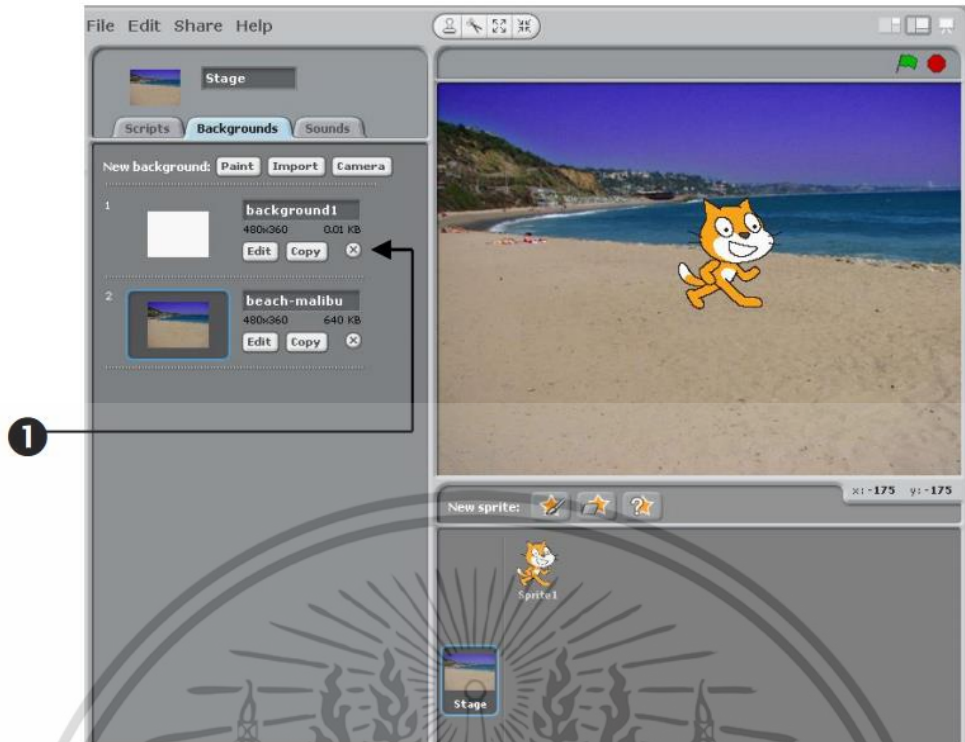 File Edit Share Help
Stage
Scripts Backgrounds Sounds
New background: Paint Import Camera
1
background1
480x360 0.01 KB
Edit Copy
2
beach-malibu
480x360 640 KB
Edit Copy
1
x: -175 y: -175
New sprite:
Sprite1
Stage